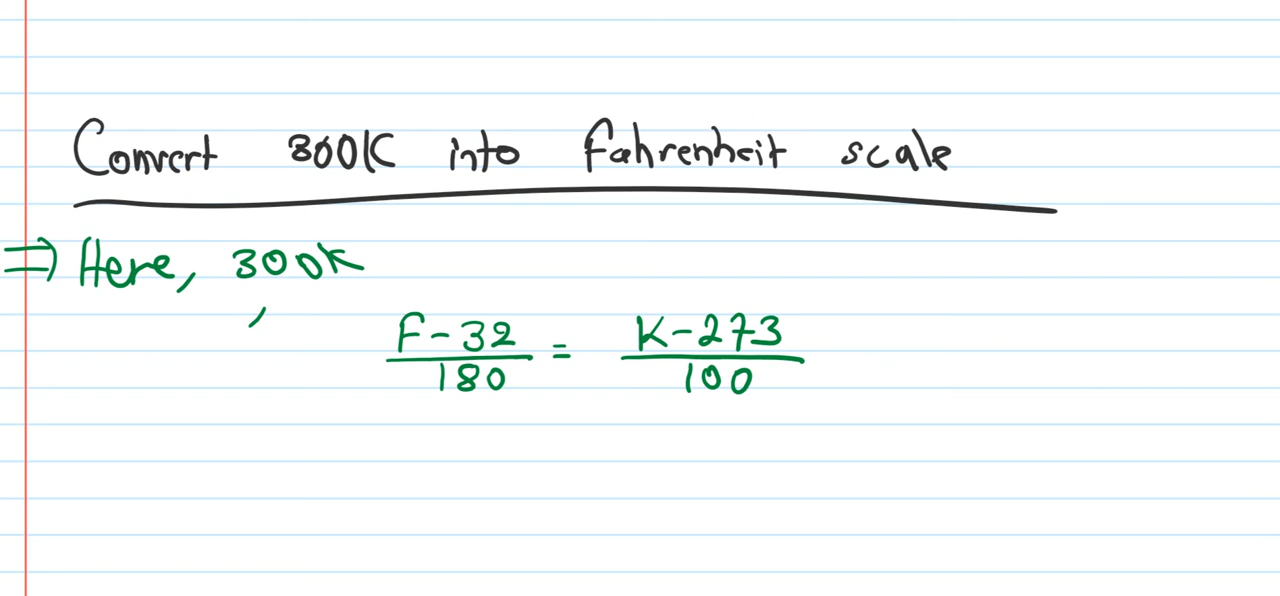 Convert 300K into Fahrenheit scale
⇒ Here, 300K
,
F-32 / 180 = K-273 / 100